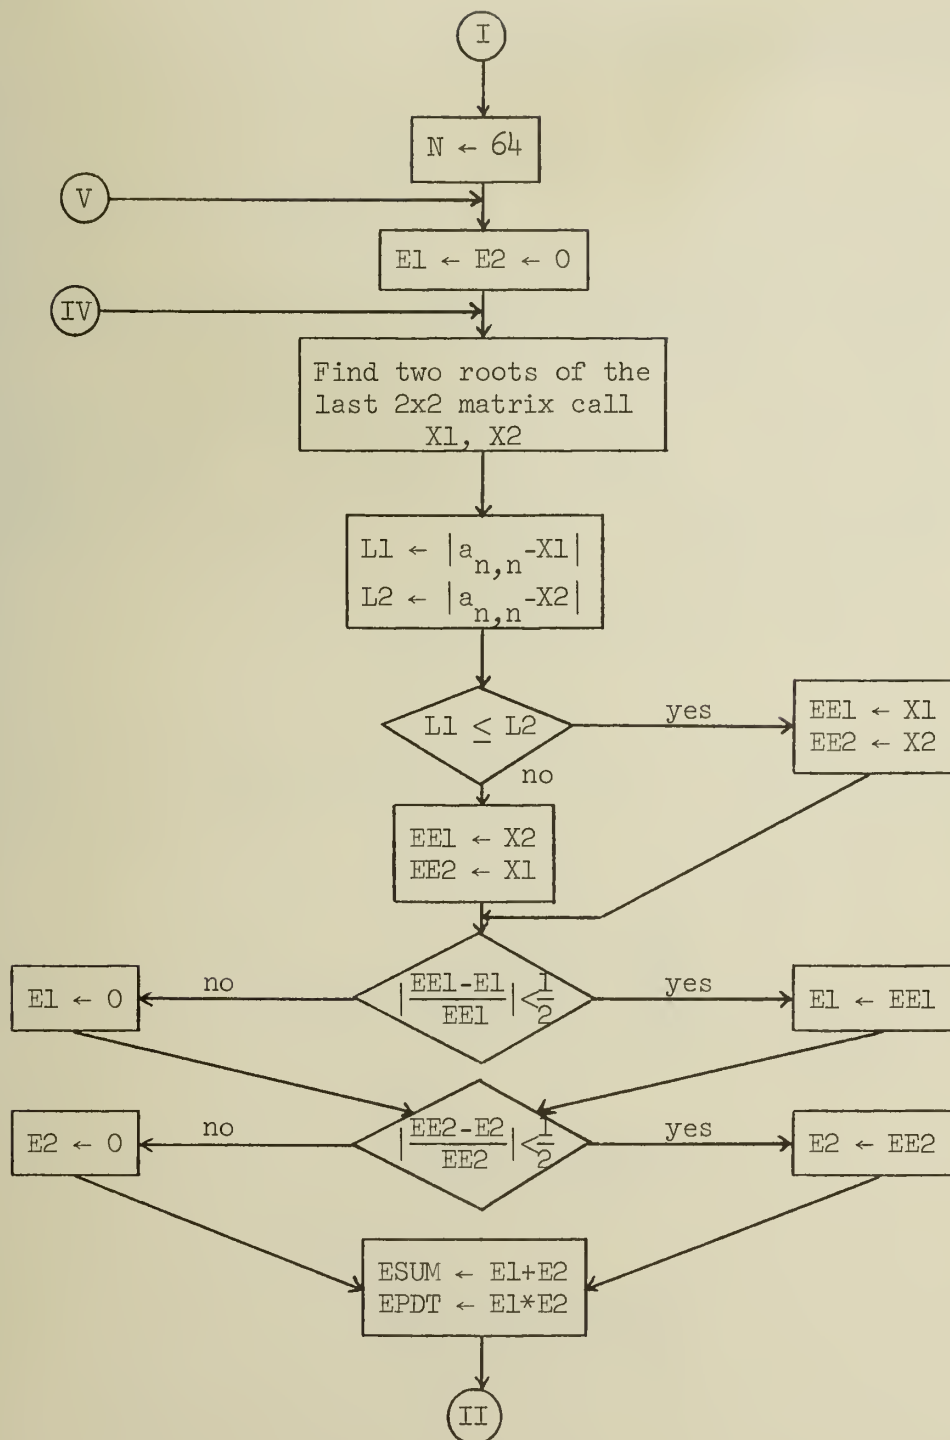 I
N ← 64
V
E1 ← E2 ← 0
IV
Find two roots of the
last 2x2 matrix call
X1, X2
L1 ← |a n,n -X1|
L2 ← |a n,n -X2|
L1 ≤ L2
yes
EE1 ← X1
EE2 ← X2
no
EE1 ← X2
EE2 ← X1
E1 ← 0
no
|EE1-E1/EE1|<1/2
yes
E1 ← EE1
E2 ← 0
no
|EE2-E2/EE2|<1/2
yes
E2 ← EE2
ESUM ← E1+E2
EPDT ← E1*E2
II